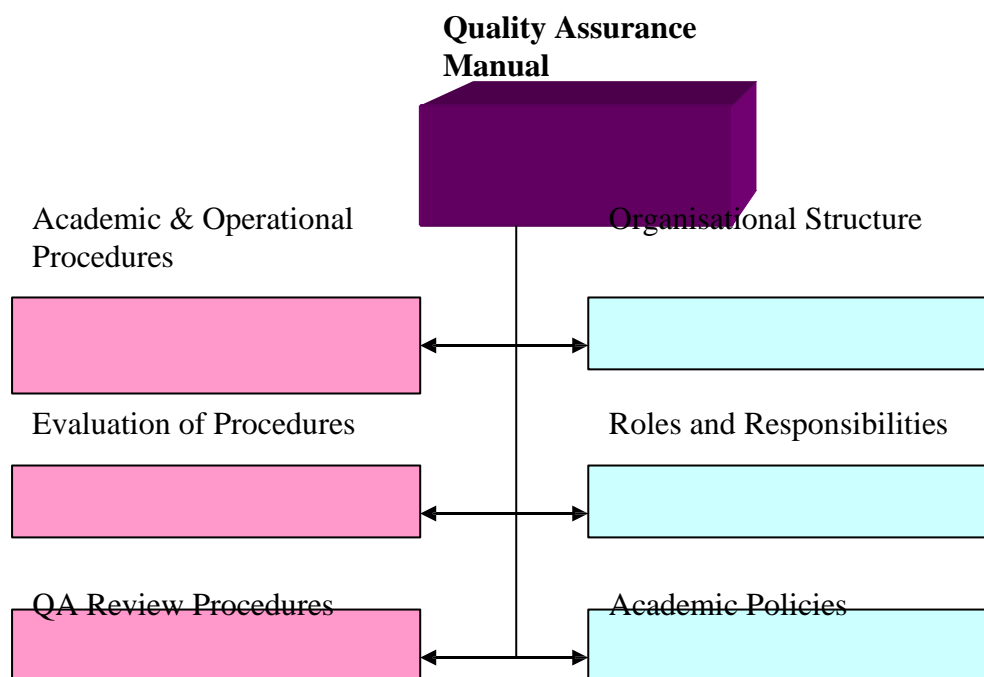 Quality Assurance
Manual
Academic & Operational
Procedures
Organisational Structure
Evaluation of Procedures
Roles and Responsibilities
QA Review Procedures
Academic Policies